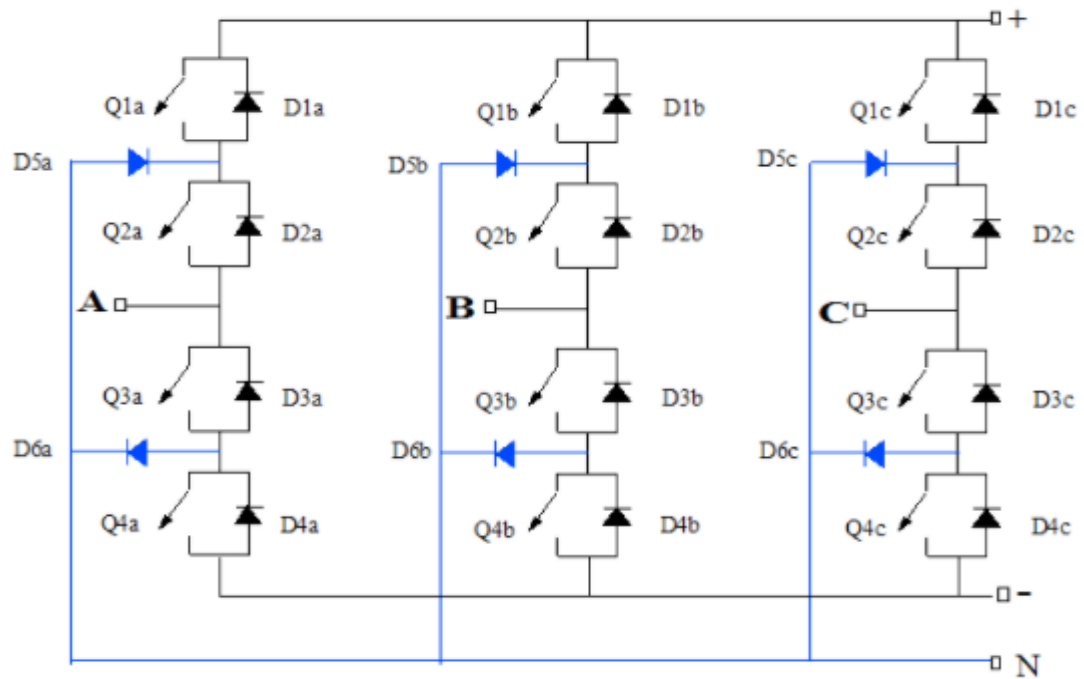 +
Q1a D1a Q1b D1b Q1c D1c
D5a D5b D5c
Q2a D2a Q2b D2b Q2c D2c
A B C
Q3a D3a Q3b D3b Q3c D3c
D6a D6b D6c
Q4a D4a Q4b D4b Q4c D4c
-
N